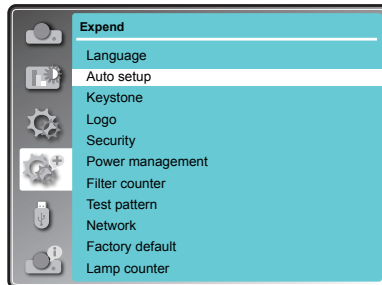 Expend
Language
Auto setup
Keystone
Logo
Security
Power management
Filter counter
Test pattern
Network
Factory default
Lamp counter